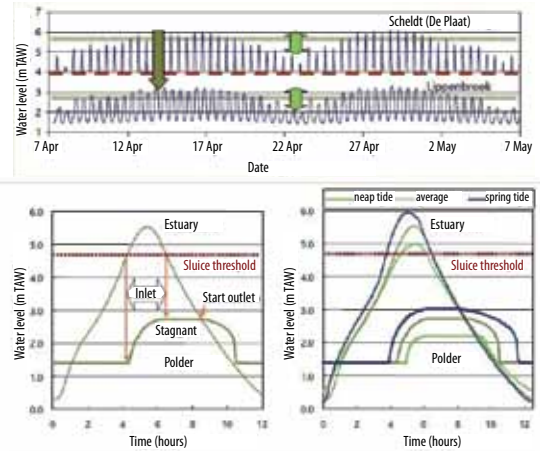 Scheldt (De Plaat)
Lippenbroek
Water level (m TAW)
7
6
5
4
3
2
1
7 Apr 12 Apr 17 Apr 22 Apr 27 Apr 2 May 7 May
Date
Estuary
Sluice threshold
Inlet
Start outlet
Stagnant
Polder
Water level (m TAW)
6.0
5.0
4.0
3.0
2.0
1.0
0.0
0 2 4 6 8 10 12
Time (hours)
neap tide average spring tide
Estuary
Sluice threshold
Polder
Water level (m TAW)
6.0
5.0
4.0
3.0
2.0
1.0
0.0
0 2 4 6 8 10 12
Time (hours)